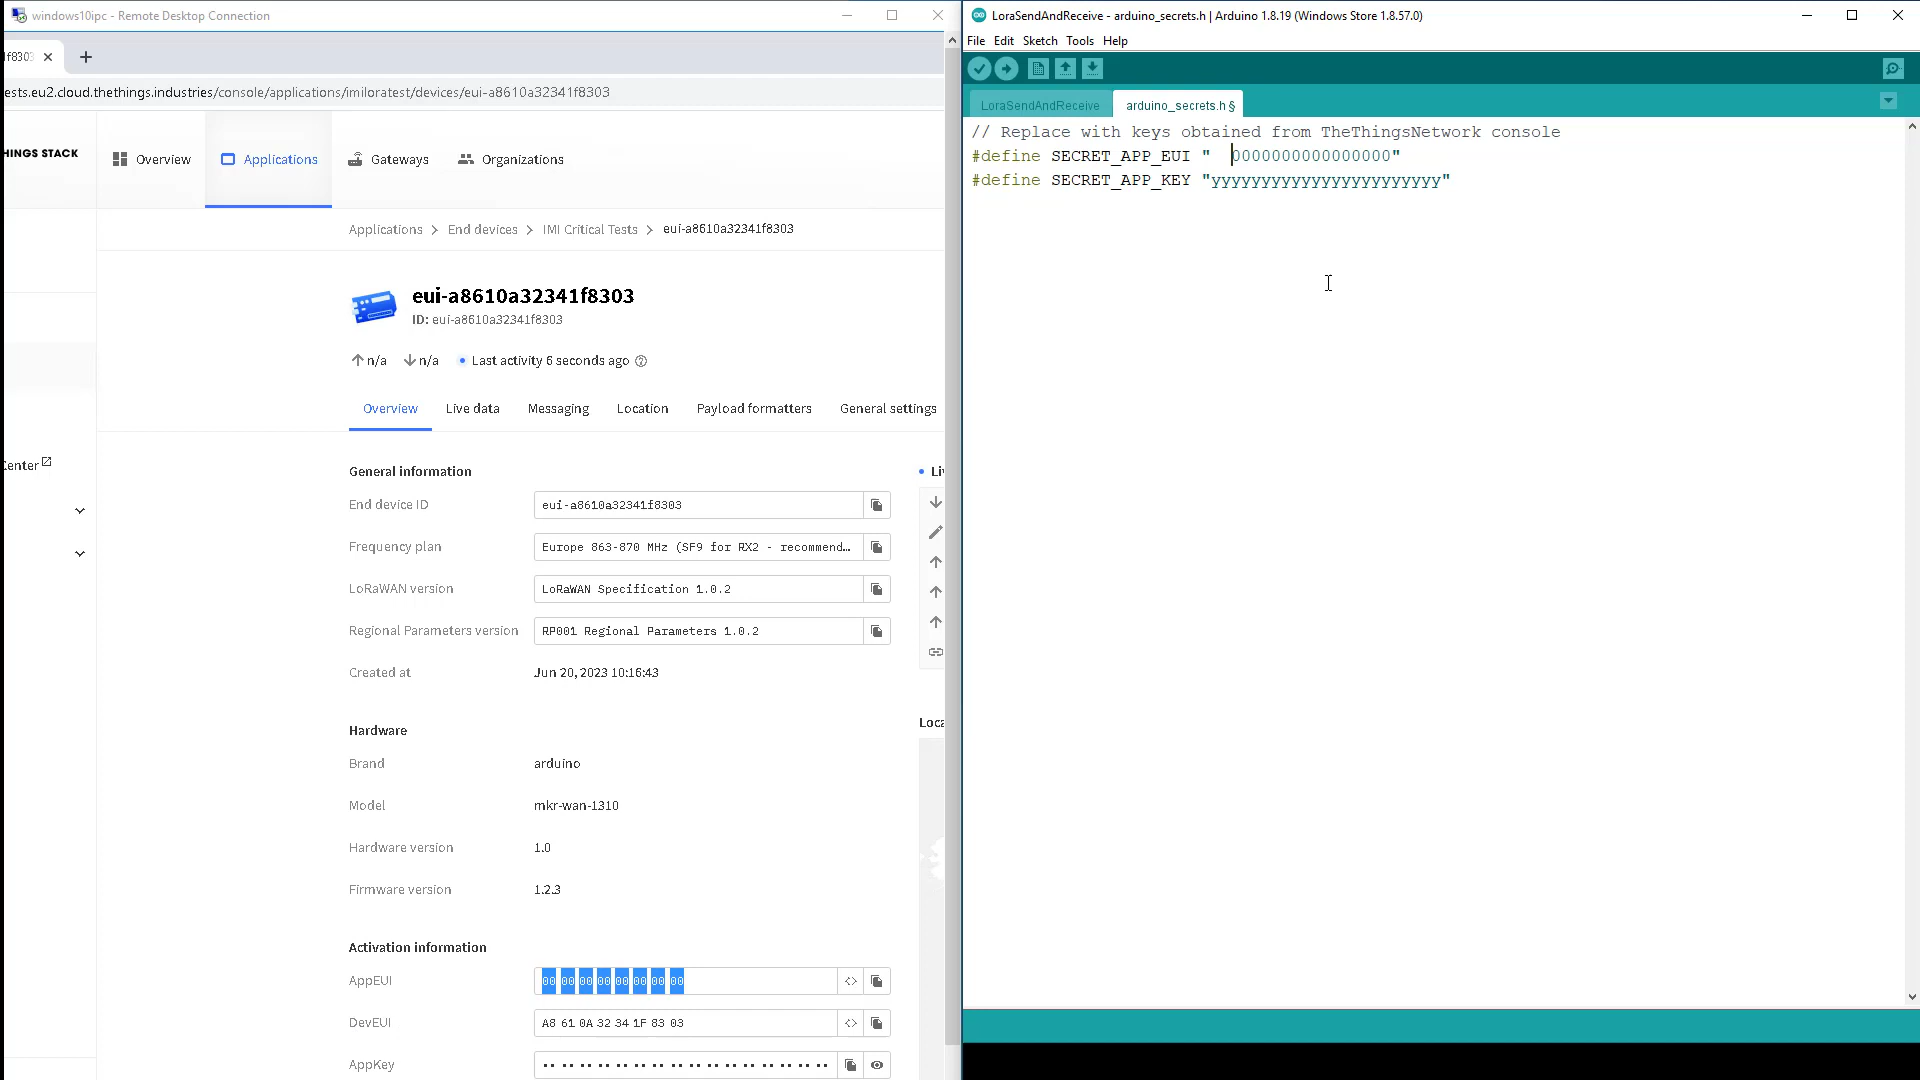 windows10ipc - Remote Desktop Connection
1f8303
ests.eu2.cloud.thethings.industries/console/applications/imiloratest/devices/eui-a8610a32341f8303
HINGS STACK
Overview
Applications
Gateways
Organizations
Applications > End devices > IMI Critical Tests > eui-a8610a32341f8303
eui-a8610a32341f8303
ID: eui-a8610a32341f8303
n/a
n/a
Last activity 6 seconds ago
Overview
Live data
Messaging
Location
Payload formatters
General settings
Center
General information
End device ID
eui-a8610a32341f8303
Frequency plan
Europe 863-870 MHz (SF9 for RX2 - recommend…
LoRaWAN version
LoRaWAN Specification 1.0.2
Regional Parameters version
RP001 Regional Parameters 1.0.2
Created at
Jun 20, 2023 10:16:43
Hardware
Brand
arduino
Model
mkr-wan-1310
Hardware version
1.0
Firmware version
1.2.3
Activation information
AppEUI
00 00 00 00 00 00 00 00
DevEUI
A8 61 0A 32 34 1F 83 03
AppKey
Loca
LoraSendAndReceive - arduino_secrets.h | Arduino 1.8.19 (Windows Store 1.8.57.0)
File Edit Sketch Tools Help
LoraSendAndReceive
arduino_secrets.h §
// Replace with keys obtained from TheThingsNetwork console
#define SECRET_APP_EUI "  0000000000000000"
#define SECRET_APP_KEY "yyyyyyyyyyyyyyyyyyyyyyy"